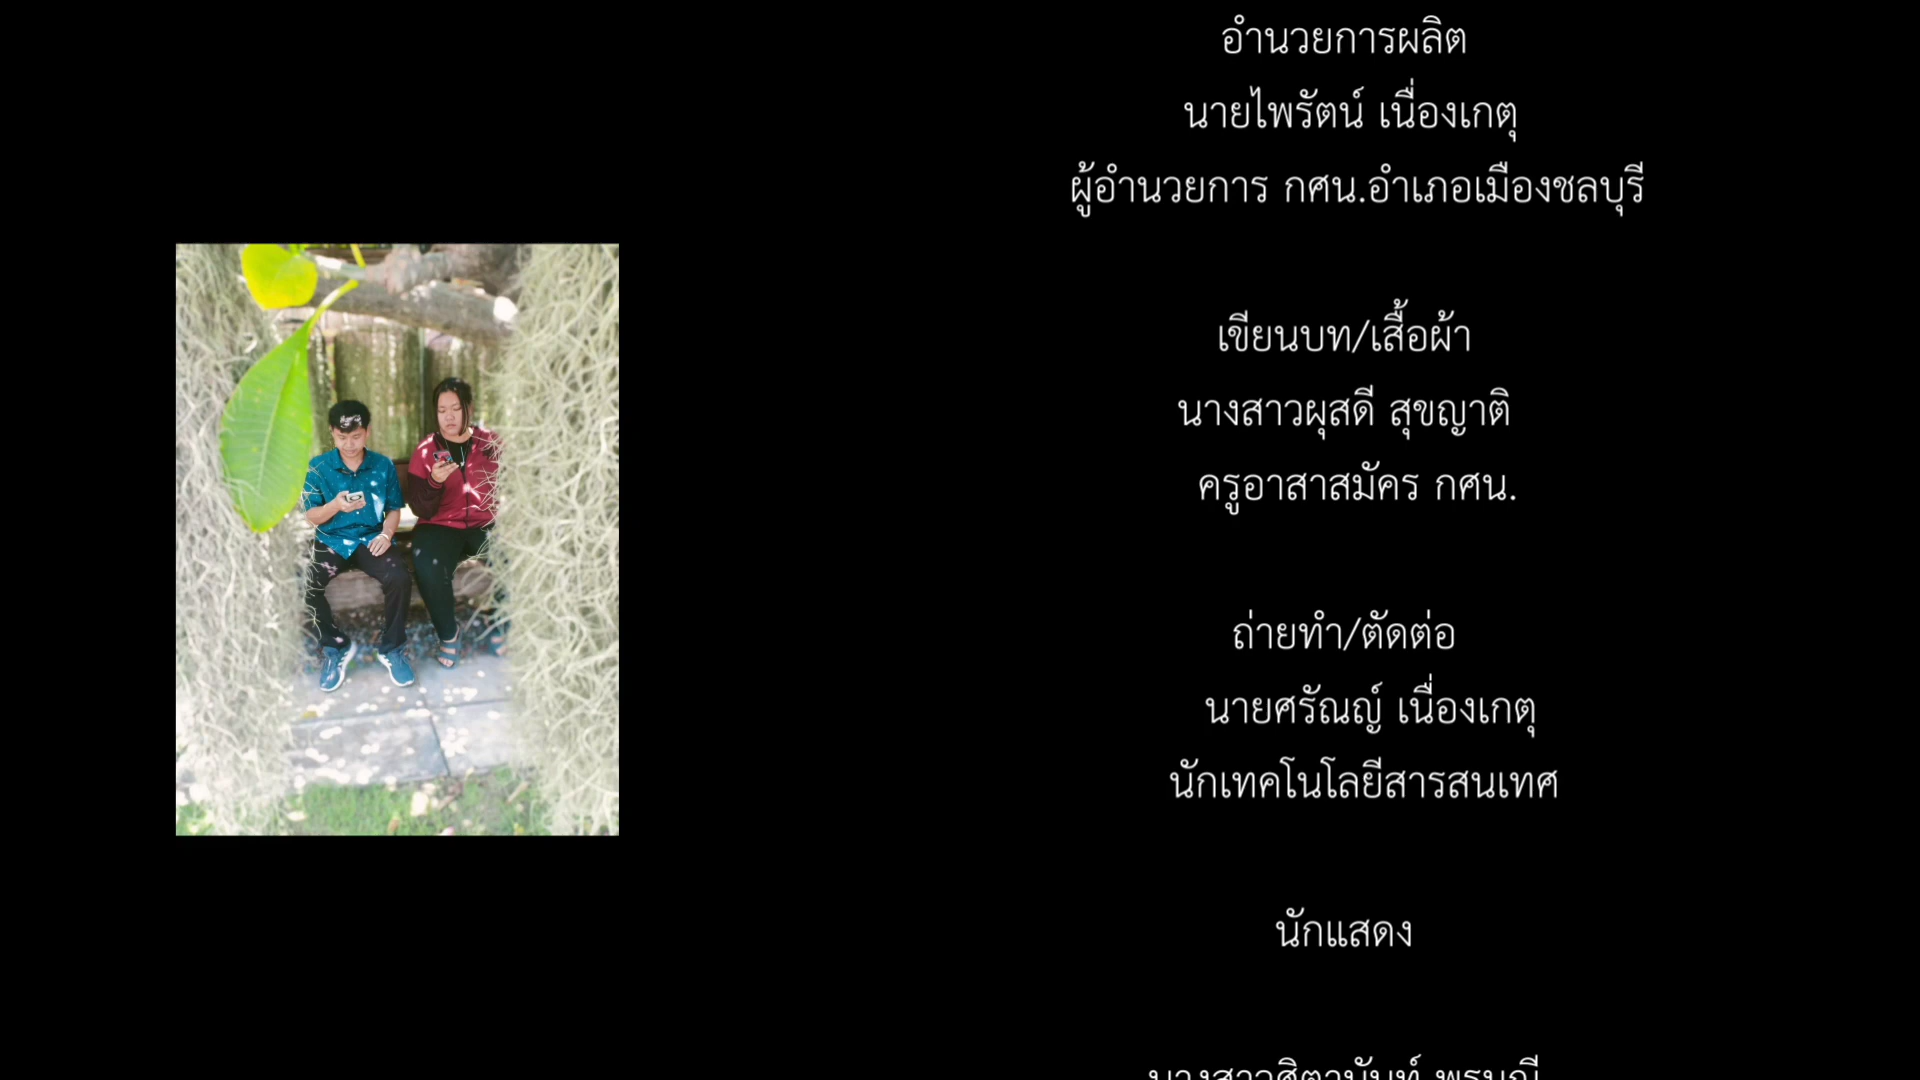 อำนวยการผลิต
นายไพรัตน์ เนื่องเกตุ
ผู้อำนวยการ กศน.อำเภอเมืองชลบุรี
เขียนบท/เสื้อผ้า
นางสาวผุสดี สุขญาติ
ครูอาสาสมัคร กศน.
ถ่ายทำ/ตัดต่อ
นายศรัณญ์ เนื่องเกตุ
นักเทคโนโลยีสารสนเทศ
นักแสดง